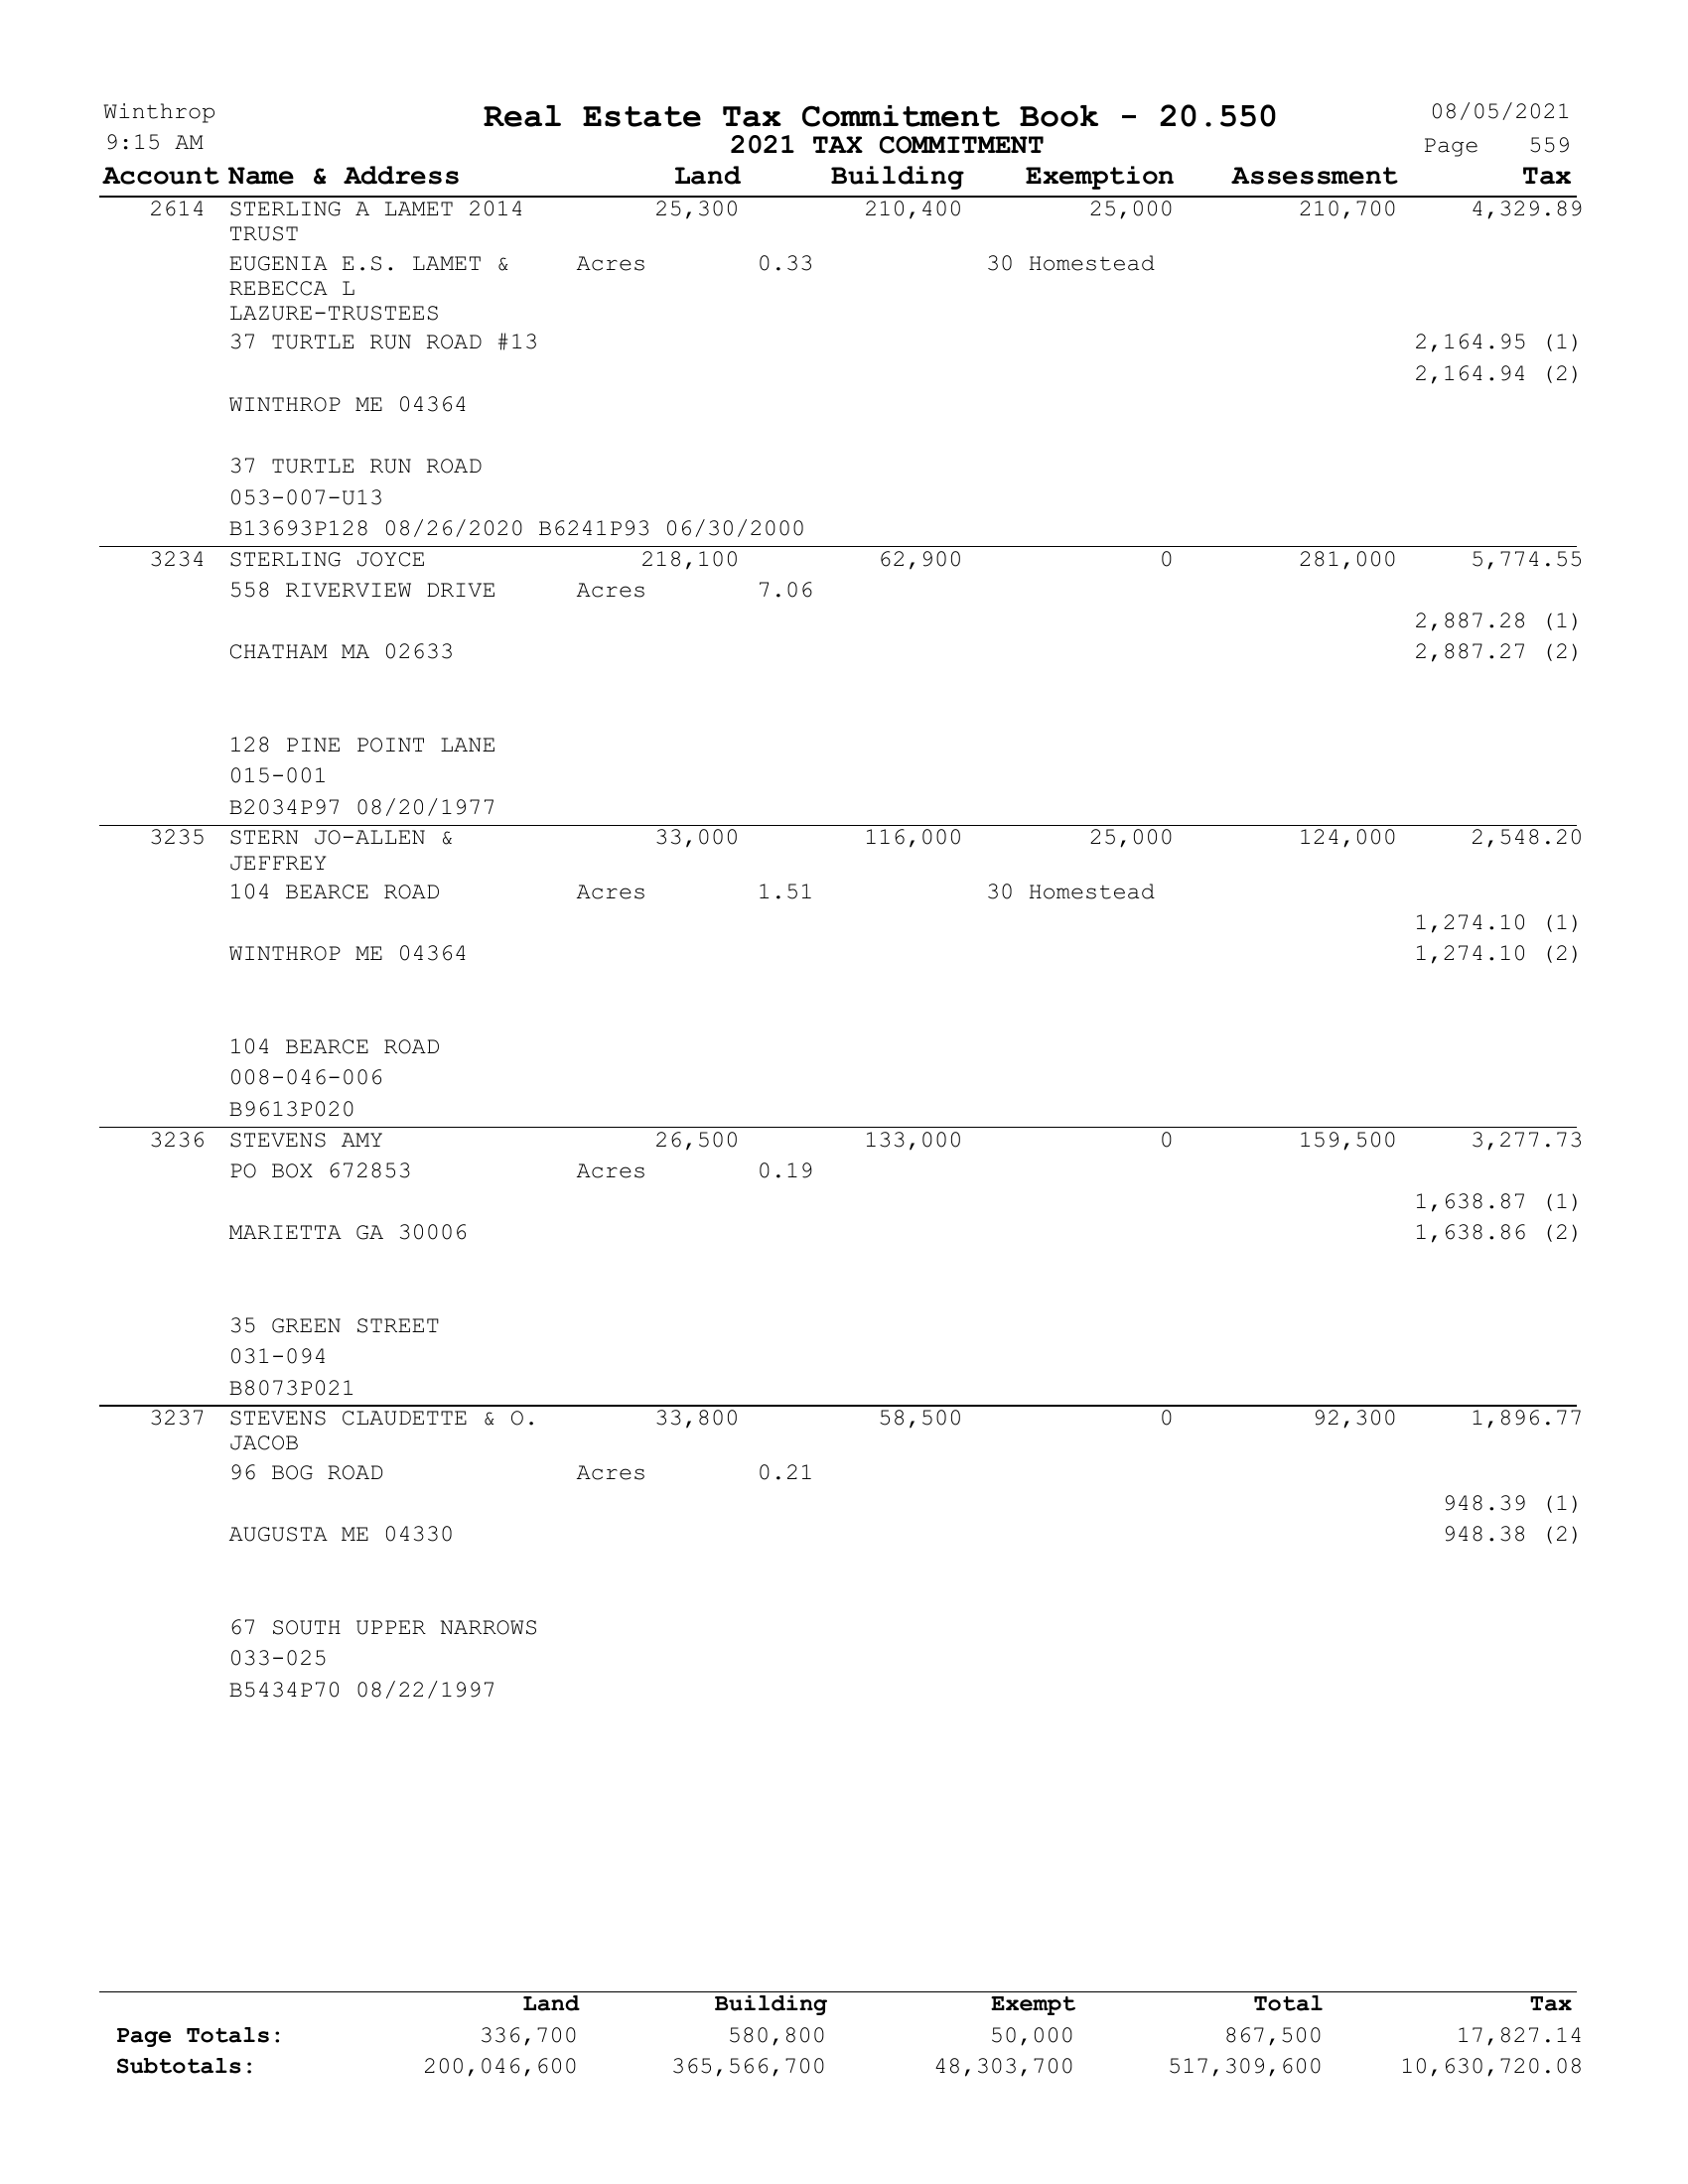 Winthrop Real Estate Tax Commitment Book - 20.550 08/05/2021
9:15 AM 2021 TAX COMMITMENT Page 559
Account Name & Address Land Building Exemption Assessment Tax
2614 STERLING A LAMET 2014 25,300 210,400 25,000 210,700 4,329.89
TRUST
EUGENIA E.S. LAMET & Acres 0.33 30 Homestead
REBECCA L
LAZURE-TRUSTEES
37 TURTLE RUN ROAD #13 2,164.95 (1)
2,164.94 (2)
WINTHROP ME 04364
37 TURTLE RUN ROAD
053-007-U13
B13693P128 08/26/2020 B6241P93 06/30/2000
3234 STERLING JOYCE 218,100 62,900 0 281,000 5,774.55
558 RIVERVIEW DRIVE Acres 7.06
2,887.28 (1)
CHATHAM MA 02633 2,887.27 (2)
128 PINE POINT LANE
015-001
B2034P97 08/20/1977
3235 STERN JO-ALLEN & 33,000 116,000 25,000 124,000 2,548.20
JEFFREY
104 BEARCE ROAD Acres 1.51 30 Homestead
1,274.10 (1)
WINTHROP ME 04364 1,274.10 (2)
104 BEARCE ROAD
008-046-006
B9613P020
3236 STEVENS AMY 26,500 133,000 0 159,500 3,277.73
PO BOX 672853 Acres 0.19
1,638.87 (1)
MARIETTA GA 30006 1,638.86 (2)
35 GREEN STREET
031-094
B8073P021
3237 STEVENS CLAUDETTE & O. 33,800 58,500 0 92,300 1,896.77
JACOB
96 BOG ROAD Acres 0.21
948.39 (1)
AUGUSTA ME 04330 948.38 (2)
67 SOUTH UPPER NARROWS
033-025
B5434P70 08/22/1997
Land Building Exempt Total Tax
Page Totals: 336,700 580,800 50,000 867,500 17,827.14
Subtotals: 200,046,600 365,566,700 48,303,700 517,309,600 10,630,720.08